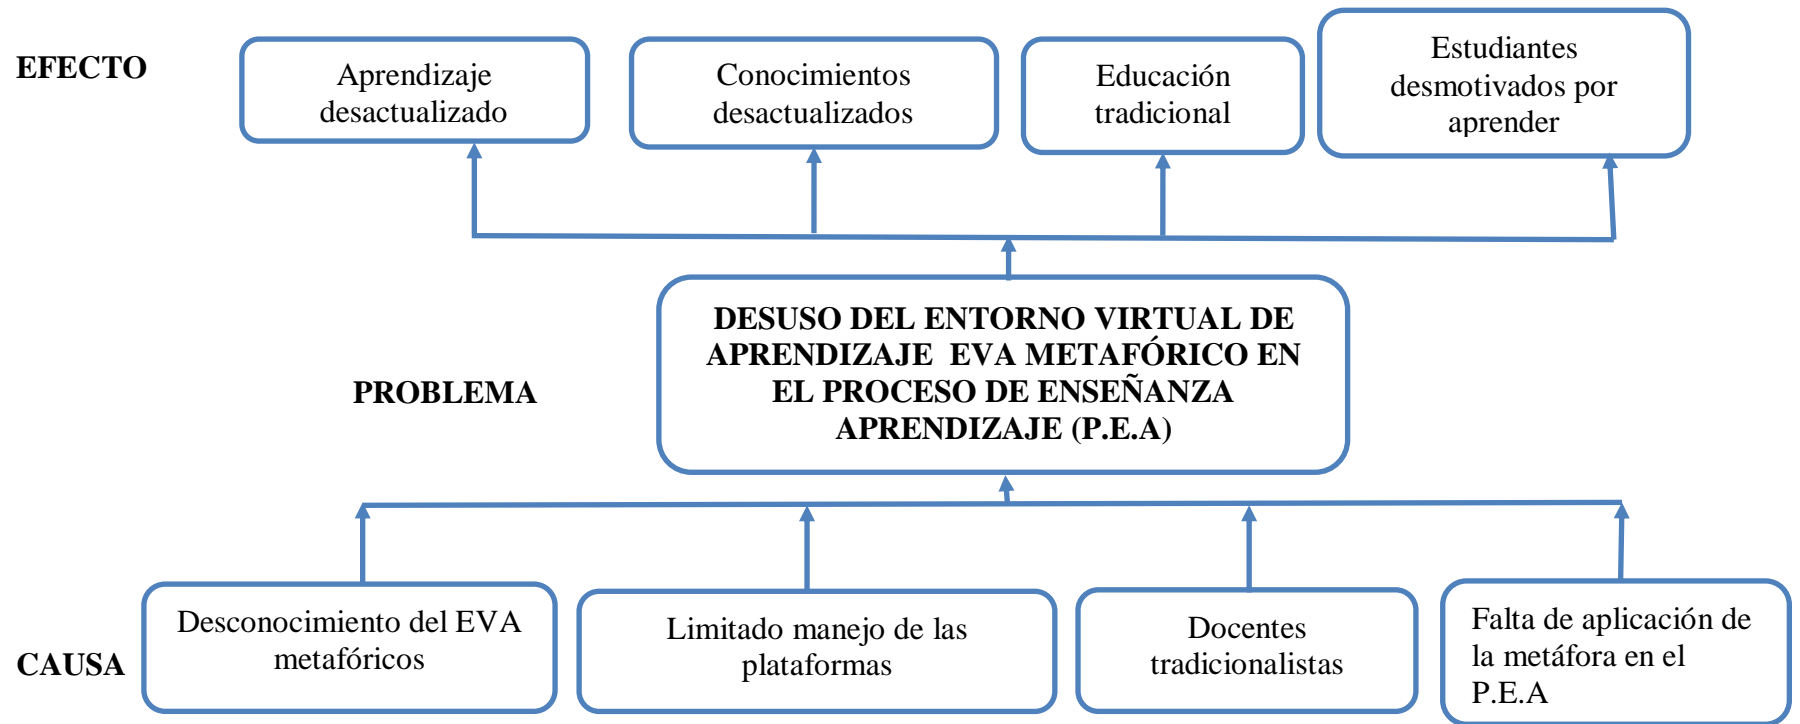 EFECTO
Aprendizaje
desactualizado
Conocimientos
desactualizados
Educación
tradicional
Estudiantes
desmotivados por
aprender
PROBLEMA
DESUSO DEL ENTORNO VIRTUAL DE
APRENDIZAJE EVA METAFÓRICO EN
EL PROCESO DE ENSEÑANZA
APRENDIZAJE (P.E.A)
CAUSA
Desconocimiento del EVA
metafóricos
Limitado manejo de las
plataformas
Docentes
tradicionalistas
Falta de aplicación de
la metáfora en el
P.E.A